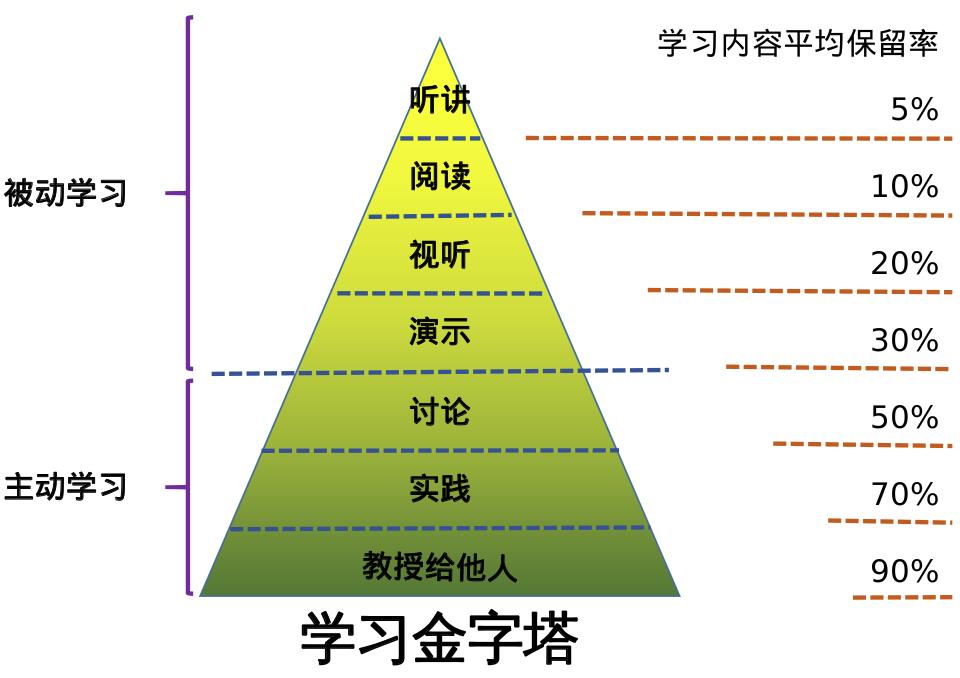 学习内容平均保留率
听讲
5%
阅读
10%
被动学习
视听
20%
演示
30%
讨论
50%
主动学习
实践
70%
教授给他人
90%
学习金字塔